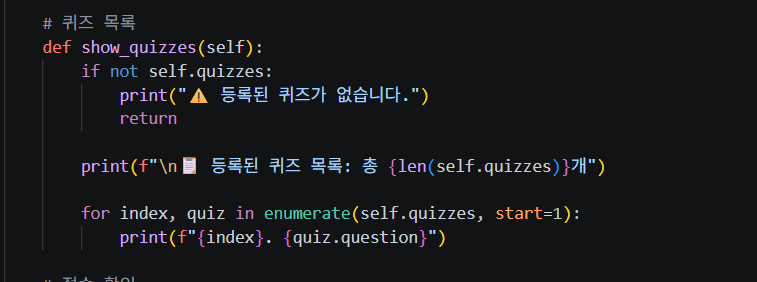 # 퀴즈 목록
def show_quizzes(self):
if not self.quizzes:
print("⚠️ 등록된 퀴즈가 없습니다.")
return
print(f"\n📋 등록된 퀴즈 목록: 총 {len(self.quizzes)}개")
for index, quiz in enumerate(self.quizzes, start=1):
print(f"{index}. {quiz.question}")